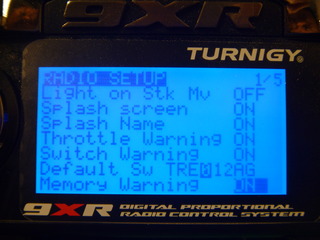 9XR
TURNIGY®
RADIO SETUP 1/5
Light on Stk Mv OFF
Splash screen ON
Splash Name ON
Throttle Warning ON
Switch Warning ON
Default Sw TRE012AG
Memory Warning ON
9XR DIGITAL PROPORTIONAL
RADIO CONTROL SYSTEM